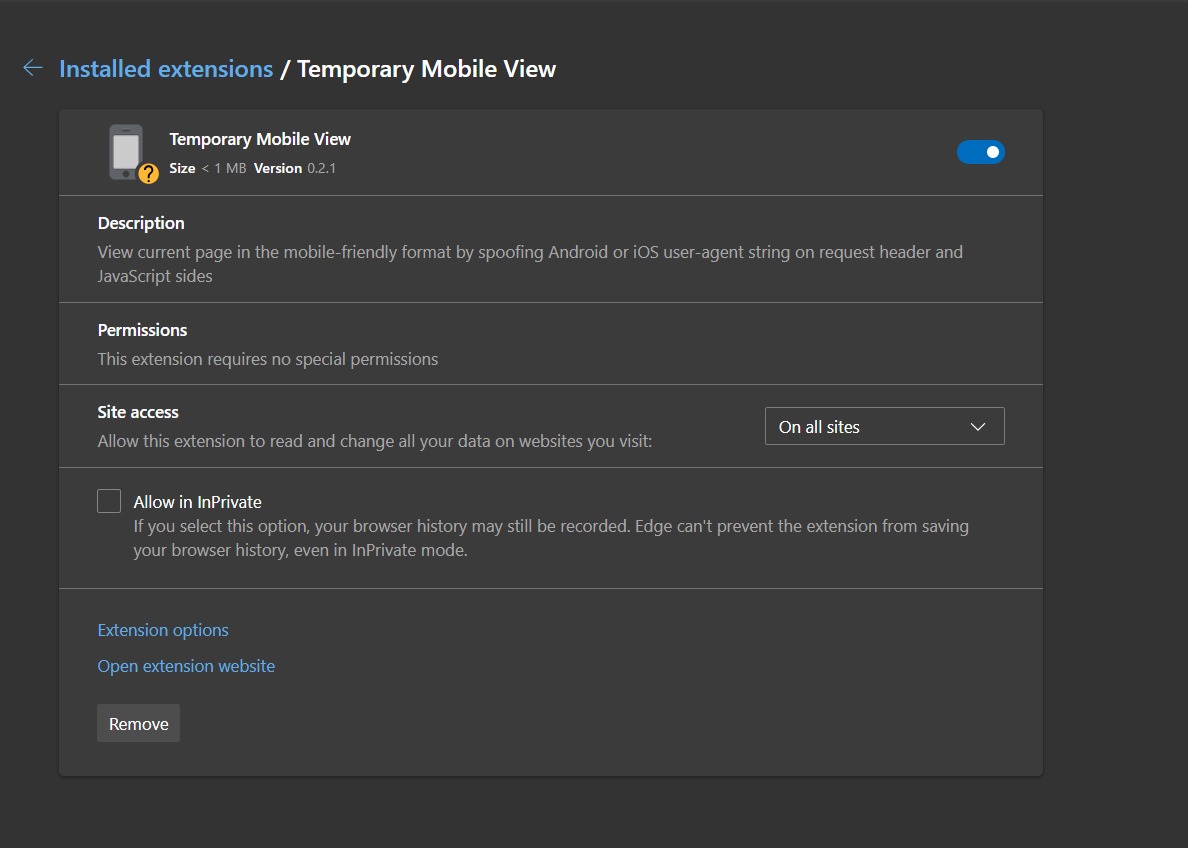 Installed extensions / Temporary Mobile View
Temporary Mobile View
?
Size < 1 MB Version 0.2.1
Description
View current page in the mobile-friendly format by spoofing Android or iOS user-agent string on request header and
JavaScript sides
Permissions
This extension requires no special permissions
Site access
Allow this extension to read and change all your data on websites you visit:
On all sites
Allow in InPrivate
If you select this option, your browser history may still be recorded. Edge can't prevent the extension from saving
your browser history, even in InPrivate mode.
Extension options
Open extension website
Remove